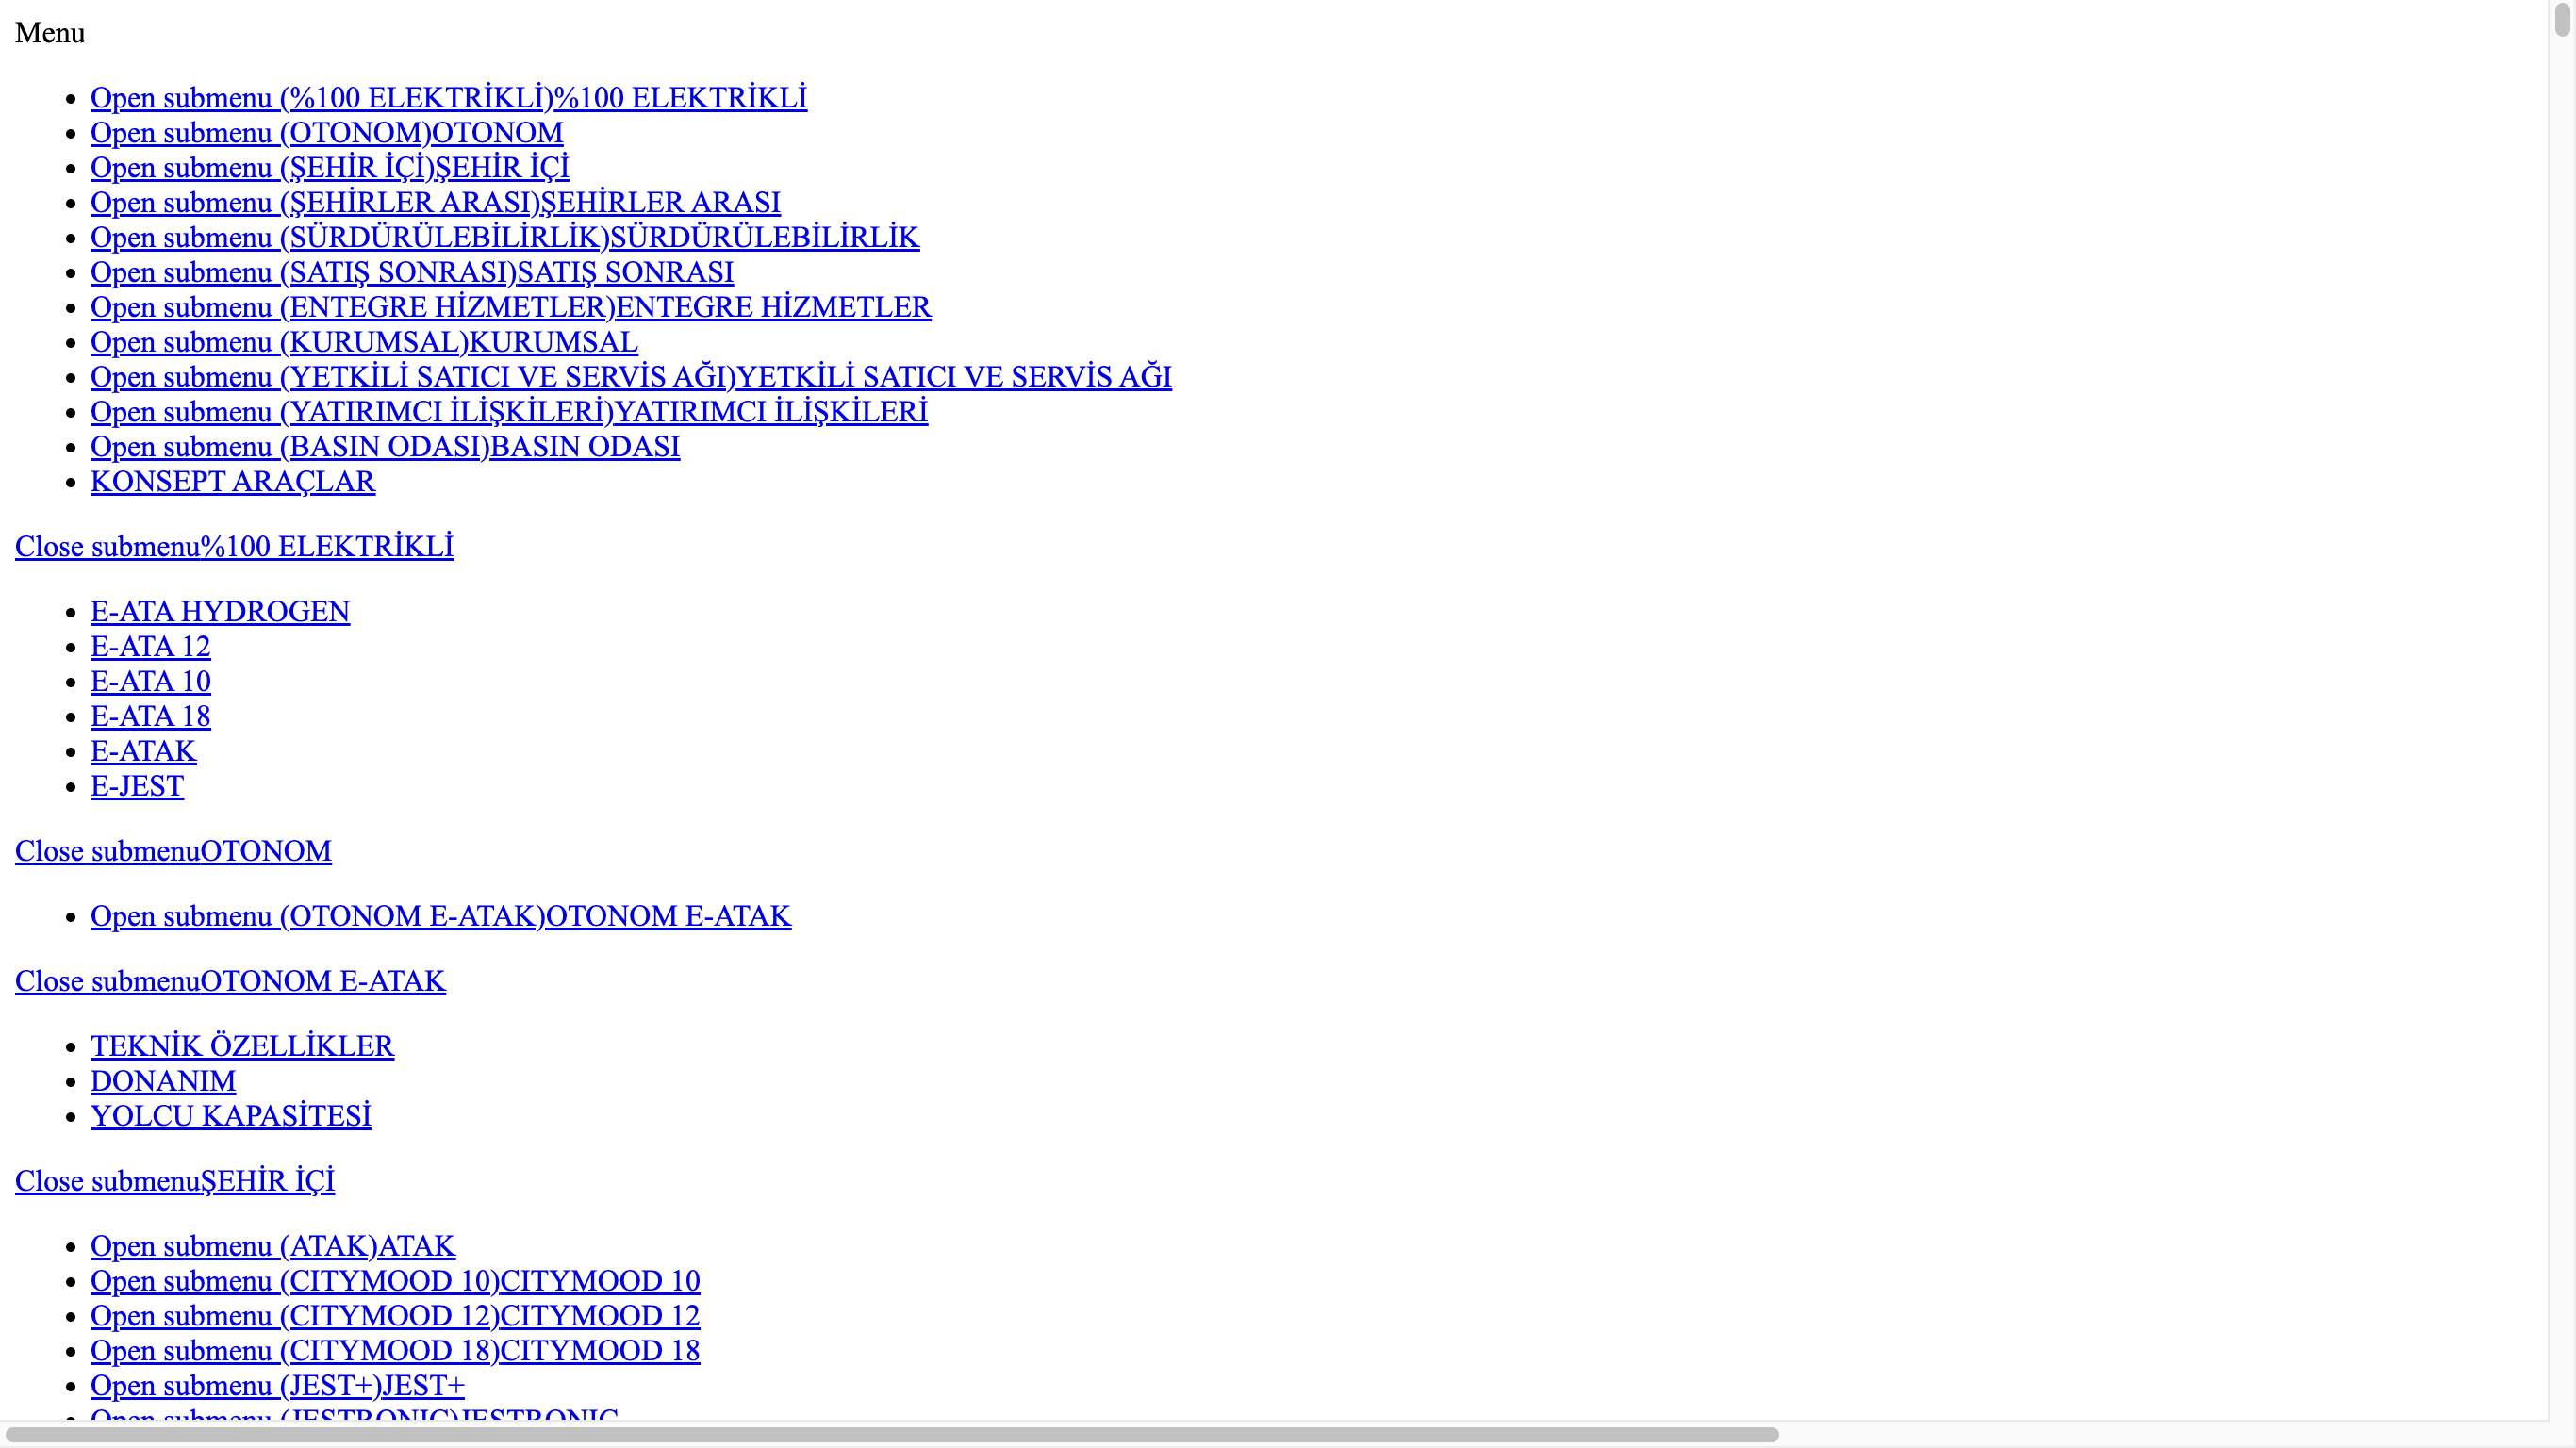 Menu
Open submenu (%100 ELEKTRİKLİ)%100 ELEKTRİKLİ
Open submenu (OTONOM)OTONOM
Open submenu (ŞEHİR İÇİ)ŞEHİR İÇİ
Open submenu (ŞEHİRLER ARASI)ŞEHİRLER ARASI
Open submenu (SÜRDÜRÜLEBİLİRLİK)SÜRDÜRÜLEBİLİRLİK
Open submenu (SATIŞ SONRASI)SATIŞ SONRASI
Open submenu (ENTEGRE HİZMETLER)ENTEGRE HİZMETLER
Open submenu (KURUMSAL)KURUMSAL
Open submenu (YETKİLİ SATICI VE SERVİS AĞI)YETKİLİ SATICI VE SERVİS AĞI
Open submenu (YATIRIMCI İLİŞKİLERİ)YATIRIMCI İLİŞKİLERİ
Open submenu (BASIN ODASI)BASIN ODASI
KONSEPT ARAÇLAR
Close submenu%100 ELEKTRİKLİ
E-ATA HYDROGEN
E-ATA 12
E-ATA 10
E-ATA 18
E-ATAK
E-JEST
Close submenuOTONOM
Open submenu (OTONOM E-ATAK)OTONOM E-ATAK
Close submenuOTONOM E-ATAK
TEKNİK ÖZELLİKLER
DONANIM
YOLCU KAPASİTESİ
Close submenuŞEHİR İÇİ
Open submenu (ATAK)ATAK
Open submenu (CITYMOOD 10)CITYMOOD 10
Open submenu (CITYMOOD 12)CITYMOOD 12
Open submenu (CITYMOOD 18)CITYMOOD 18
Open submenu (JEST+)JEST+
Open submenu (JESTRONIC)JESTRONIC